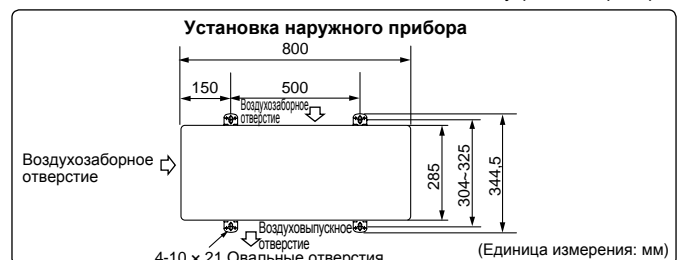 Установка наружного прибора
800
150
500
Воздухозаборное
отверстие
Воздухозаборное
отверстие
285
304~325
344,5
Воздуховыпускное
отверстие
4-10 × 21 Овальные отверстия
(Единица измерения: мм)